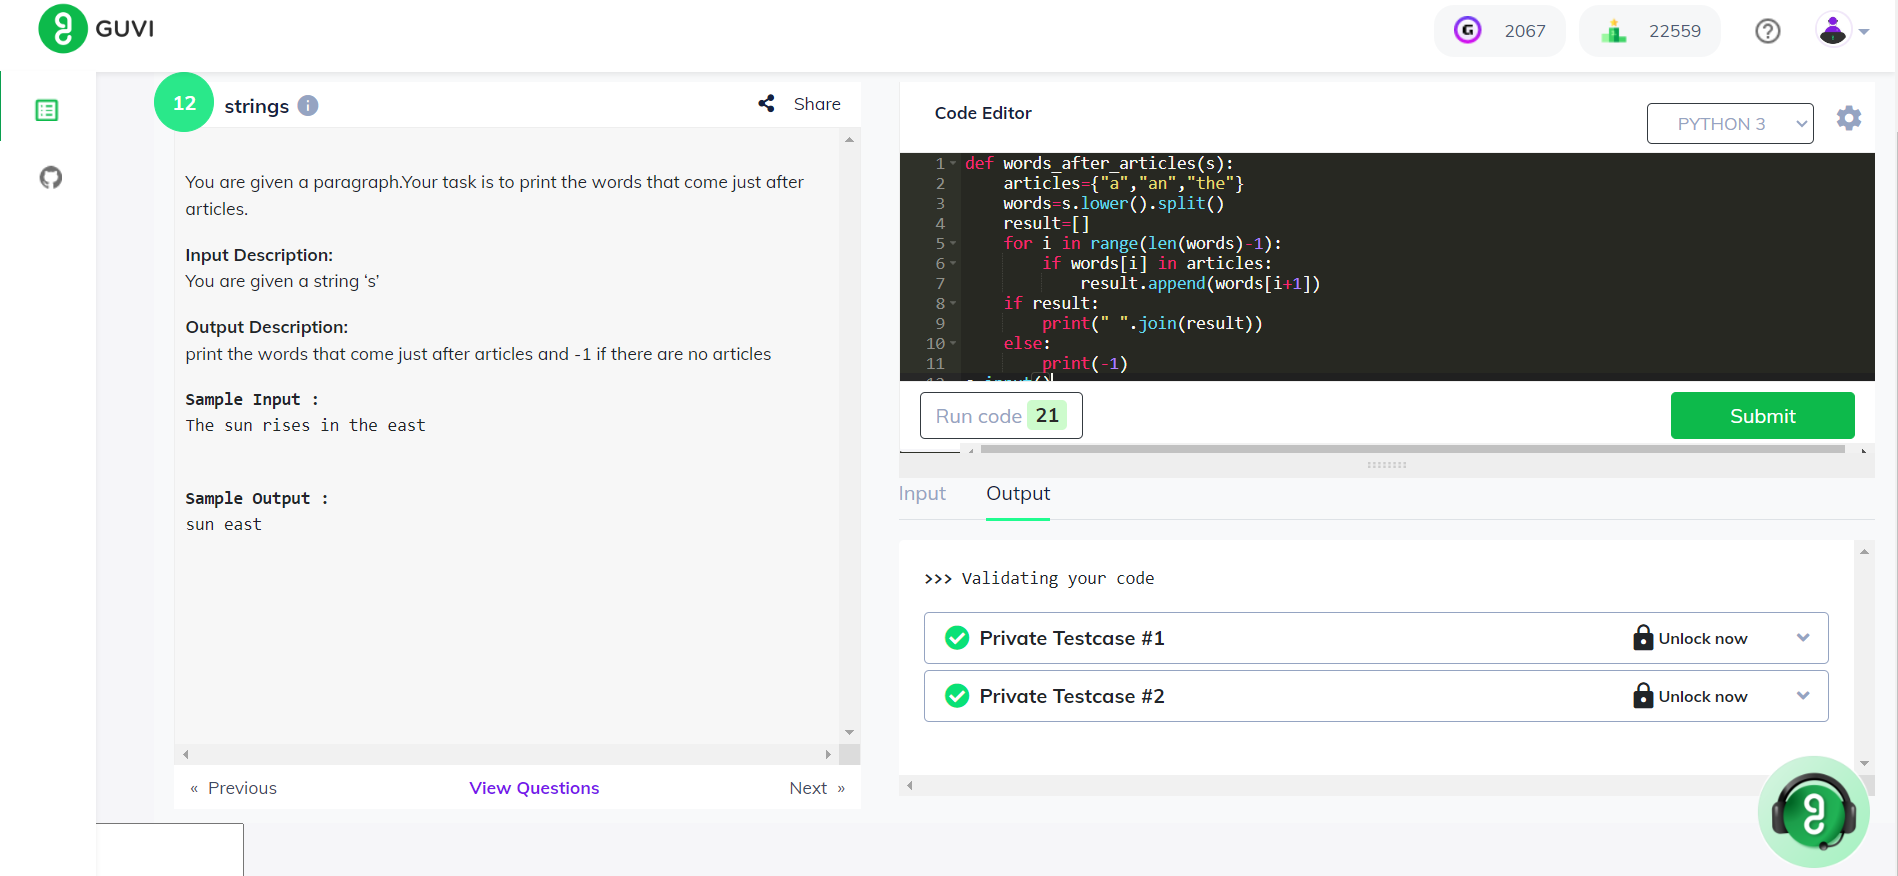 GUVI
2067
22559
12
strings
Share
You are given a paragraph.Your task is to print the words that come just after
articles.
Input Description:
You are given a string ‘s’
Output Description:
print the words that come just after articles and -1 if there are no articles
Sample Input :
The sun rises in the east
Sample Output :
sun east
« Previous
View Questions
Next »
Code Editor
PYTHON 3
1 def words_after_articles(s):
2 articles={"a","an","the"}
3 words=s.lower().split()
4 result=[]
5 for i in range(len(words)-1):
6 if words[i] in articles:
7 result.append(words[i+1])
8 if result:
9 print(" ".join(result))
10 else:
11 print(-1)
Run code 21
Submit
Input
Output
>>> Validating your code
Private Testcase #1
Unlock now
Private Testcase #2
Unlock now